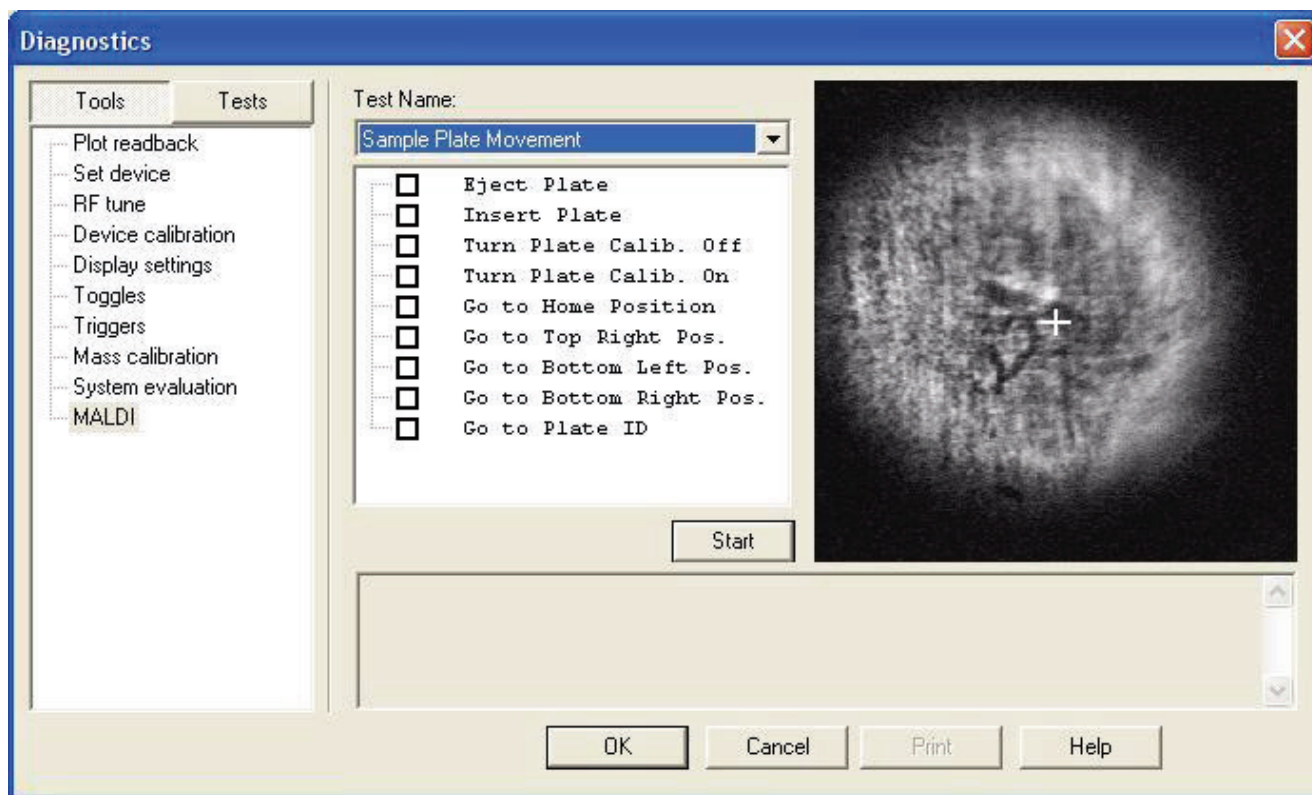 Diagnostics
Tools Tests
Plot readback
Set device
RF tune
Device calibration
Display settings
Toggles
Triggers
Mass calibration
System evaluation
MALDI
Test Name:
Sample Plate Movement
Eject Plate
Insert Plate
Turn Plate Calib. Off
Turn Plate Calib. On
Go to Home Position
Go to Top Right Pos.
Go to Bottom Left Pos.
Go to Bottom Right Pos.
Go to Plate ID
Start
OK Cancel Print Help